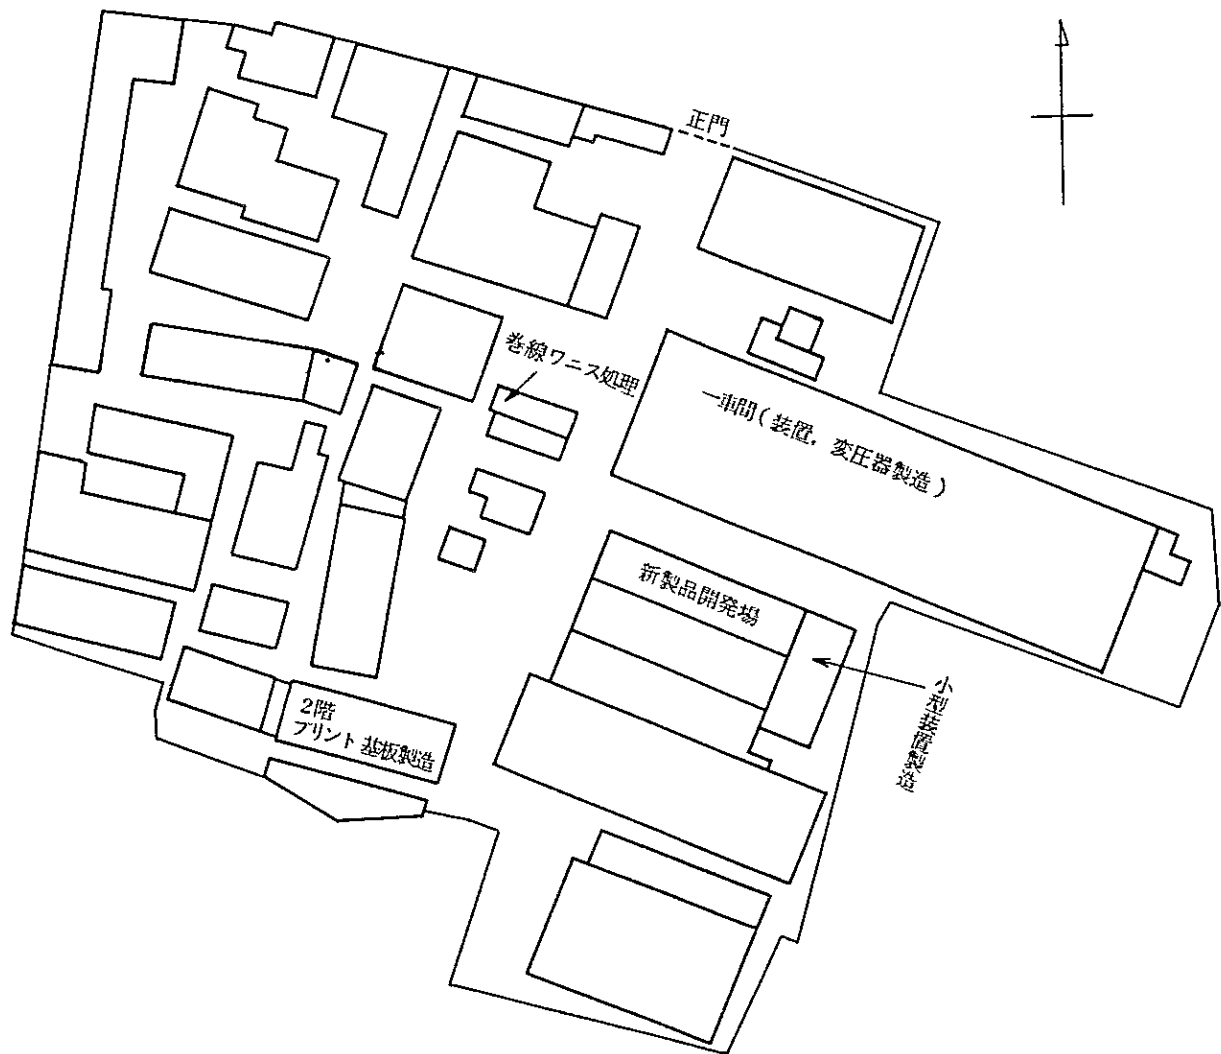 正門
巻線ワニス処理
一車間(装置,変圧器製造)
新製品開発場
小型装置製造
2階
プリント基板製造